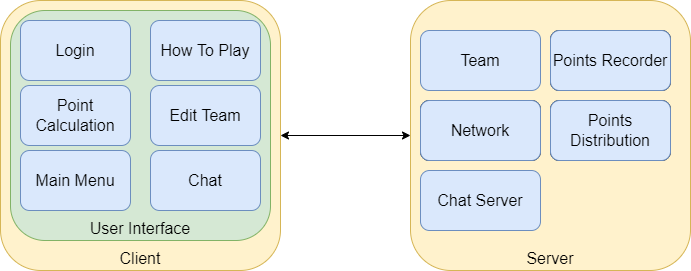 Login
How To Play
Point
Calculation
Edit Team
Main Menu
Chat
User Interface
Client
Team
Points Recorder
Network
Points
Distribution
Chat Server
Server